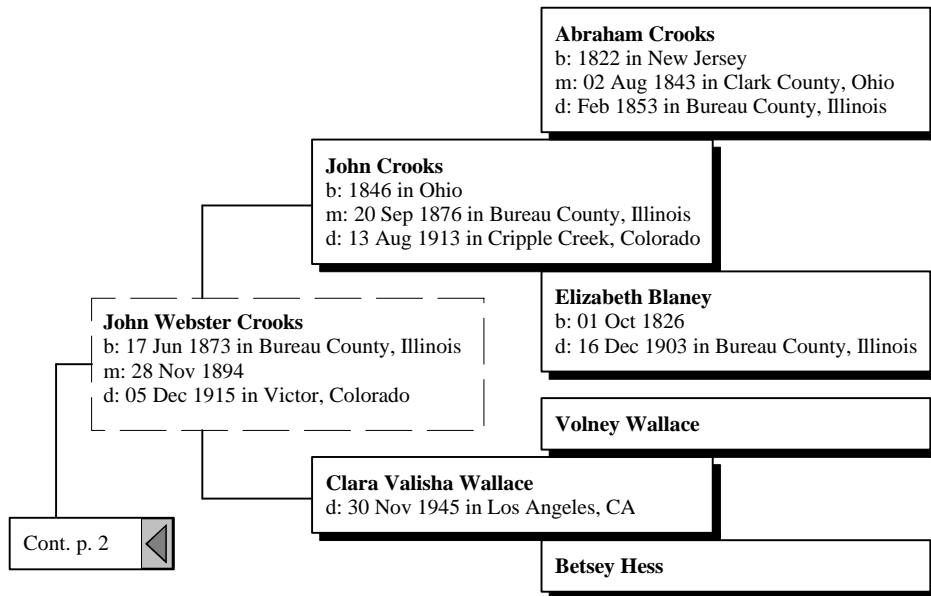 Abraham Crooks
b: 1822 in New Jersey
m: 02 Aug 1843 in Clark County, Ohio
d: Feb 1853 in Bureau County, Illinois
John Crooks
b: 1846 in Ohio
m: 20 Sep 1876 in Bureau County, Illinois
d: 13 Aug 1913 in Cripple Creek, Colorado
Elizabeth Blaney
b: 01 Oct 1826
d: 16 Dec 1903 in Bureau County, Illinois
John Webster Crooks
b: 17 Jun 1873 in Bureau County, Illinois
m: 28 Nov 1894
d: 05 Dec 1915 in Victor, Colorado
Volney Wallace
Clara Valisha Wallace
d: 30 Nov 1945 in Los Angeles, CA
Cont. p. 2
Betsey Hess